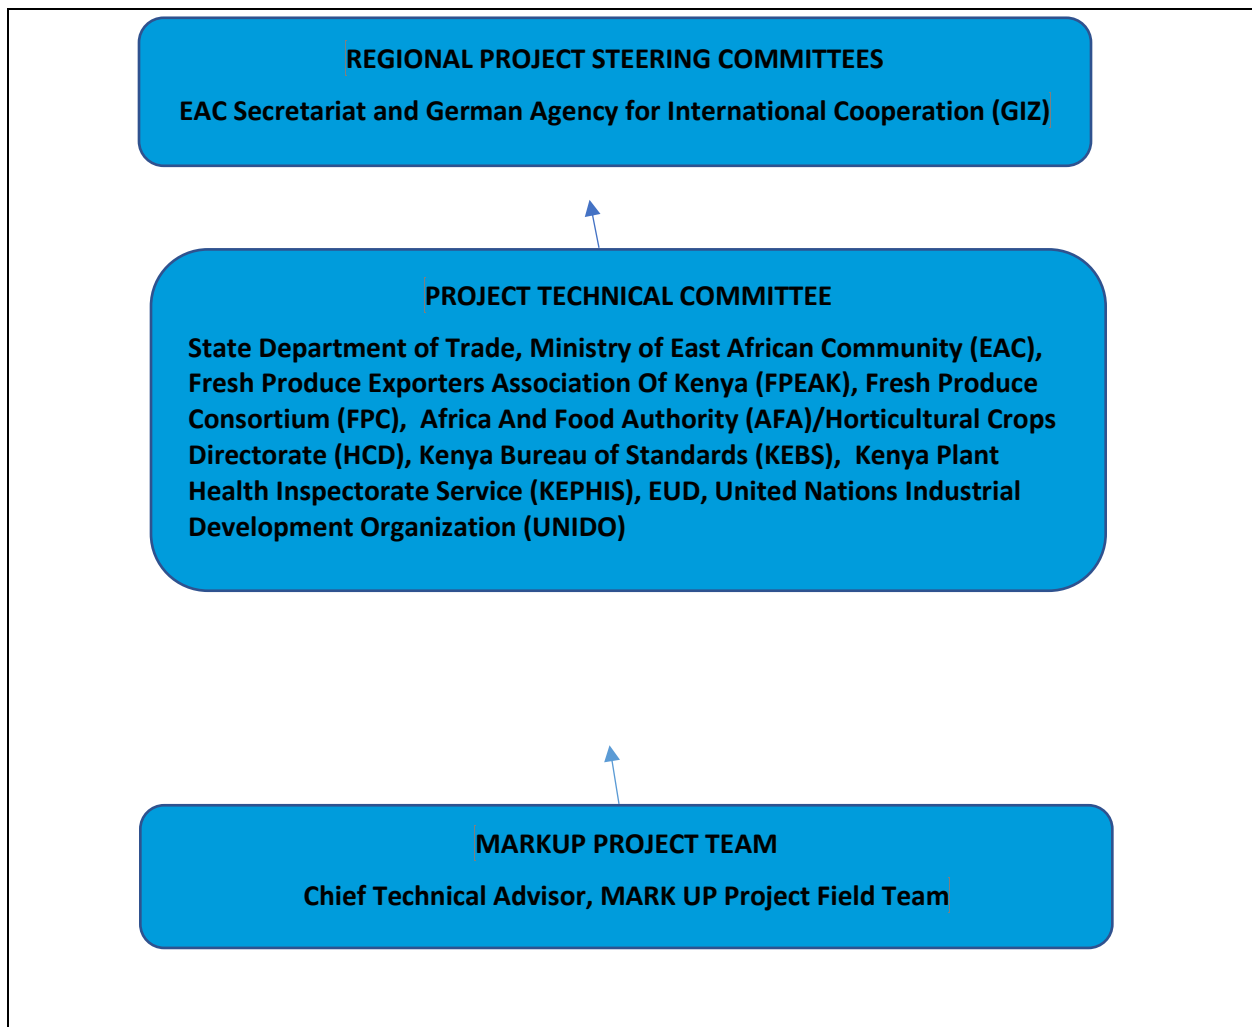 REGIONAL PROJECT STEERING COMMITTEES
EAC Secretariat and German Agency for International Cooperation (GIZ)
PROJECT TECHNICAL COMMITTEE
State Department of Trade, Ministry of East African Community (EAC),
Fresh Produce Exporters Association Of Kenya (FPEAK), Fresh Produce
Consortium (FPC),  Africa And Food Authority (AFA)/Horticultural Crops
Directorate (HCD), Kenya Bureau of Standards (KEBS),  Kenya Plant
Health Inspectorate Service (KEPHIS), EUD, United Nations Industrial
Development Organization (UNIDO)
MARKUP PROJECT TEAM
Chief Technical Advisor, MARK UP Project Field Team